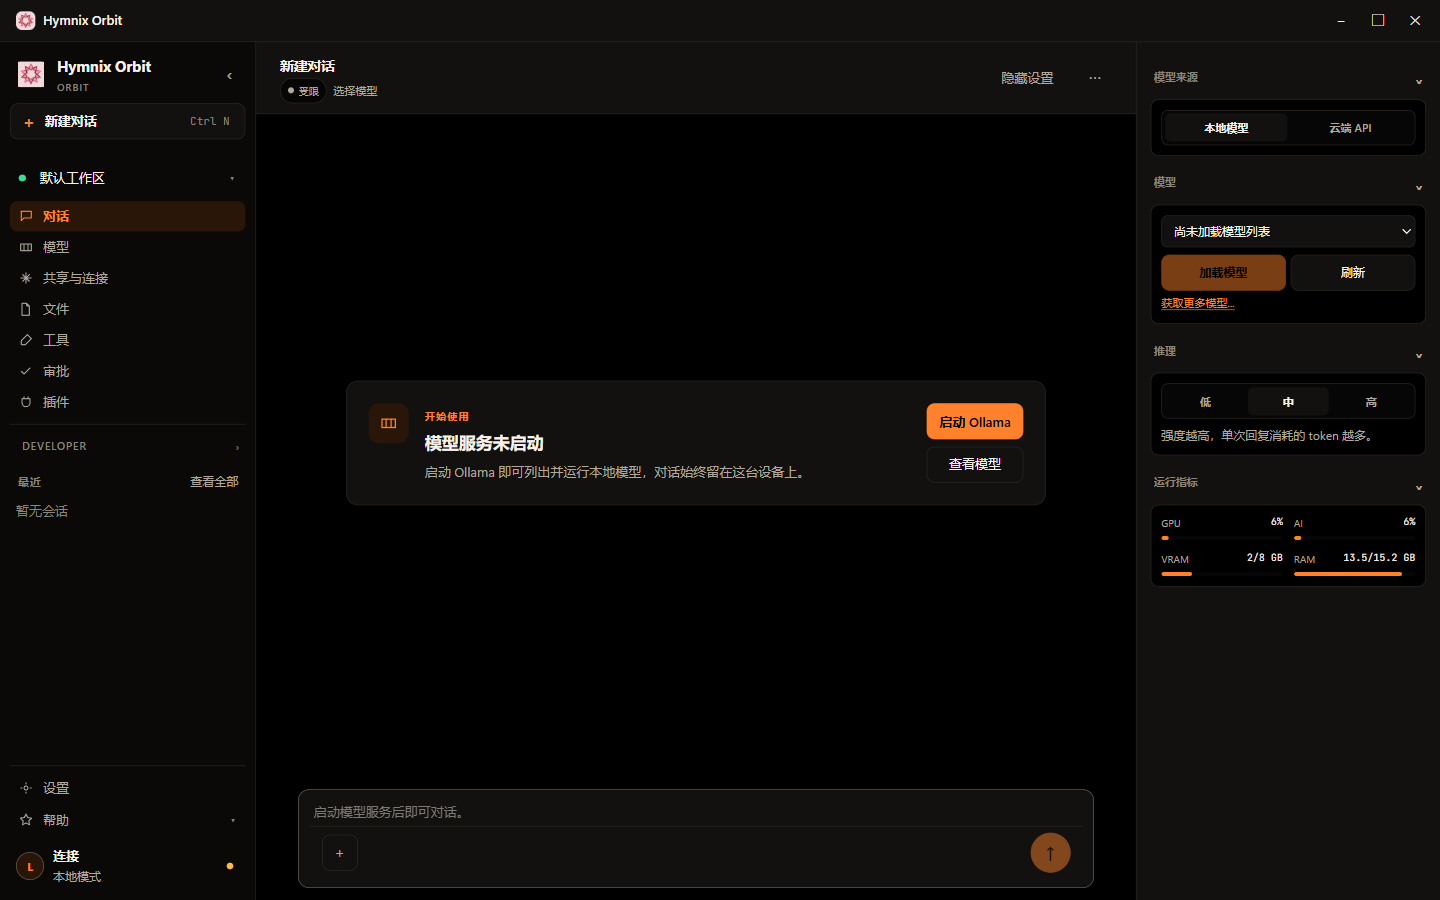 Hymnix Orbit
Hymnix Orbit
ORBIT
+ 新建对话 Ctrl N
默认工作区
对话
模型
共享与连接
文件
工具
审批
插件
DEVELOPER
最近 查看全部
暂无会话
设置
帮助
L
连接
本地模式
新建对话
受限 选择模型
隐藏设置 ...
开始使用
模型服务未启动
启动 Ollama 即可列出并运行本地模型，对话始终留在这台设备上。
启动 Ollama
查看模型
启动模型服务后即可对话。
+
模型来源
本地模型 云端 API
模型
尚未加载模型列表
加载模型 刷新
获取更多模型...
推理
低 中 高
强度越高，单次回复消耗的 token 越多。
运行指标
GPU 6% AI 6%
VRAM 2/8 GB RAM 13.5/15.2 GB